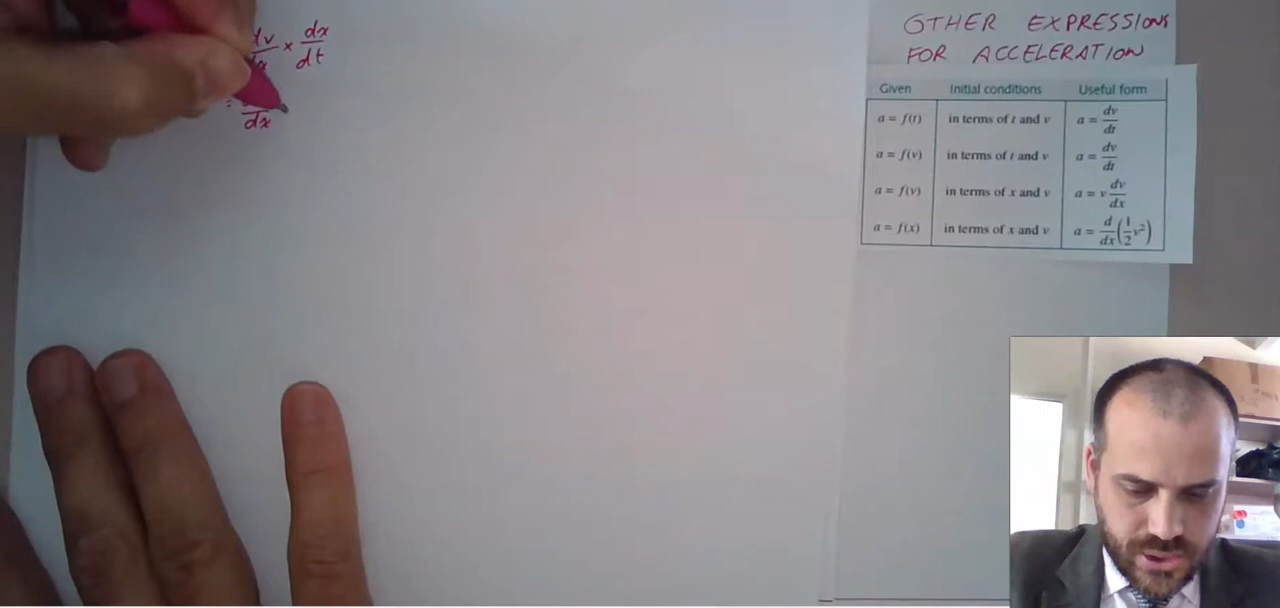 dv/dx × dx/dt
=
dx
OTHER EXPRESSIONS
FOR ACCELERATION
Given Initial conditions Useful form
a = f(t) in terms of t and v a = dv/dt
a = f(v) in terms of t and v a = dv/dt
a = f(v) in terms of x and v a = v dv/dx
a = f(x) in terms of x and v a = d/dx(1/2 v²)